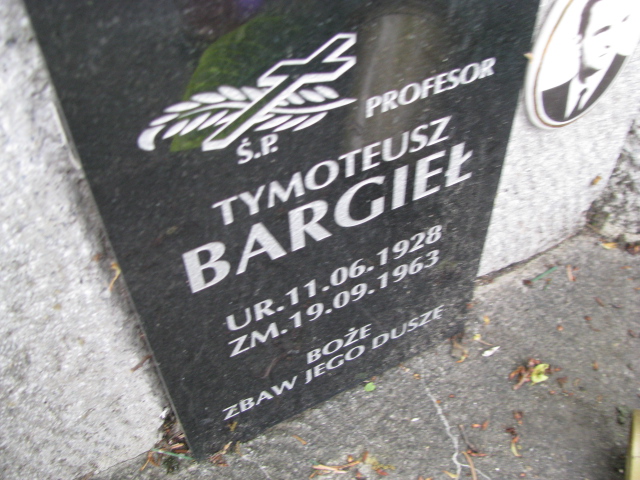 Ś.P. PROFESOR
TYMOTEUSZ
BARGIEŁ
UR.11.06.1928
ZM.19.09.1963
BOŻE
ZBAW JEGO DUSZE